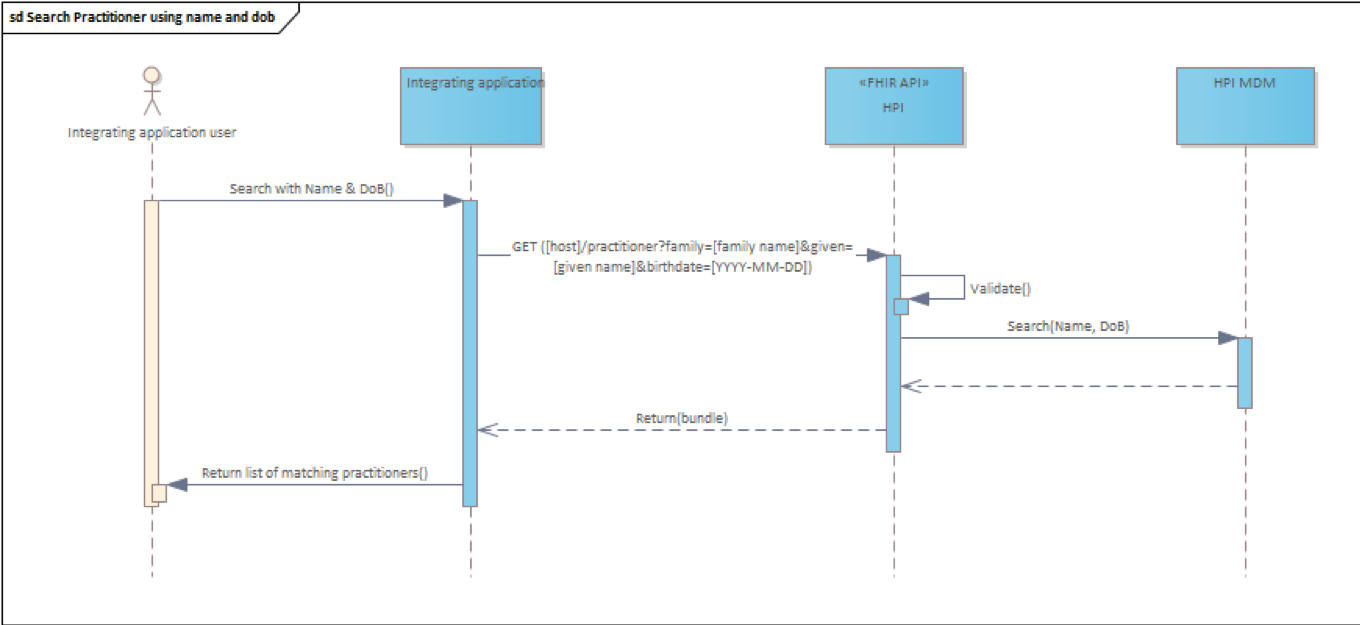 sd Search Practitioner using name and dob
Integrating application
«FHIR API»
HPI
HPI MDM
Integrating application user
Search with Name & DoB()
GET ([host]/practitioner?family=[family name]&given=
[given name]&birthdate=[YYYY-MM-DD])
Validate()
Search(Name, DoB)
Return(bundle)
Return list of matching practitioners()